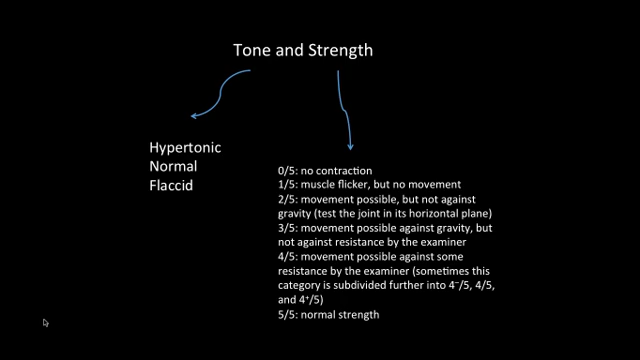 Tone and Strength
Hypertonic
Normal
Flaccid
0/5: no contraction
1/5: muscle flicker, but no movement
2/5: movement possible, but not against
gravity (test the joint in its horizontal plane)
3/5: movement possible against gravity, but
not against resistance by the examiner
4/5: movement possible against some
resistance by the examiner (sometimes this
category is subdivided further into 4⁻/5, 4/5,
and 4⁺/5)
5/5: normal strength